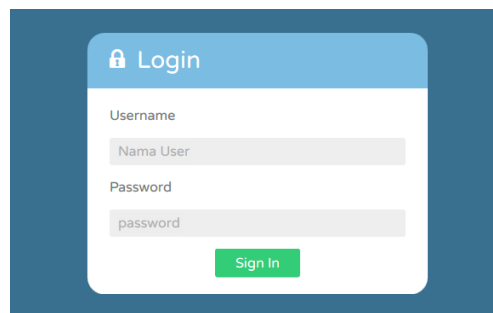 Login
Username
Nama User
Password
password
Sign In